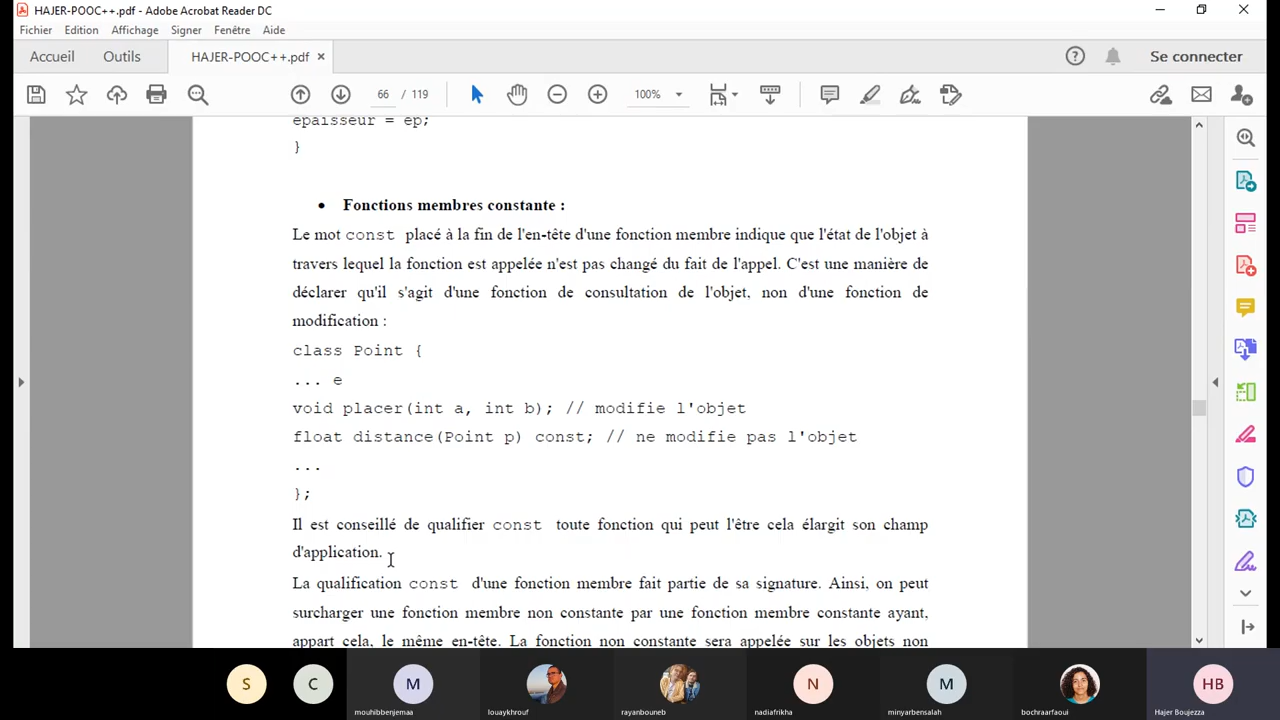 HAJER-POOC++.pdf - Adobe Acrobat Reader DC
Fichier Edition Affichage Signer Fenêtre Aide
Accueil Outils HAJER-POOC++.pdf × Se connecter
66 / 119 100%
epaisseur = ep;
}
• Fonctions membres constante :
Le mot const placé à la fin de l'en-tête d'une fonction membre indique que l'état de l'objet à
travers lequel la fonction est appelée n'est pas changé du fait de l'appel. C'est une manière de
déclarer qu'il s'agit d'une fonction de consultation de l'objet, non d'une fonction de
modification :
class Point {
... e
void placer(int a, int b); // modifie l'objet
float distance(Point p) const; // ne modifie pas l'objet
...
};
Il est conseillé de qualifier const toute fonction qui peut l'être cela élargit son champ
d'application.
La qualification const d'une fonction membre fait partie de sa signature. Ainsi, on peut
surcharger une fonction membre non constante par une fonction membre constante ayant,
appart cela, le même en-tête. La fonction non constante sera appelée sur les objets non
S C M N M HB
mouhibbenjemaa louaykhrouf rayanbouneb nadiafrikha minyarbensalah bochraarfaoui Hajer Boujezza